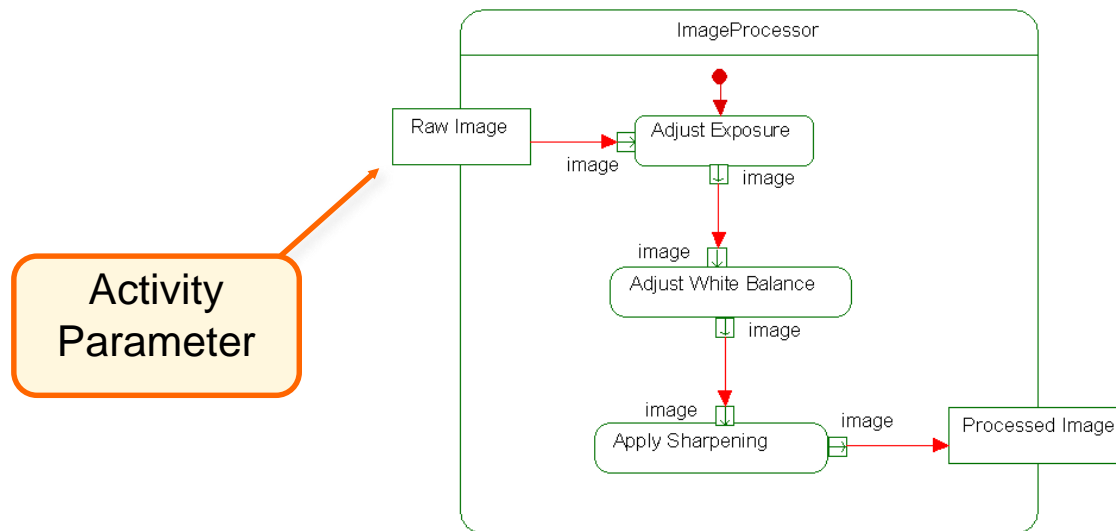 ImageProcessor
Raw Image
Adjust Exposure
image
image
image
Activity
Parameter
Adjust White Balance
image
image
image
Apply Sharpening
Processed Image